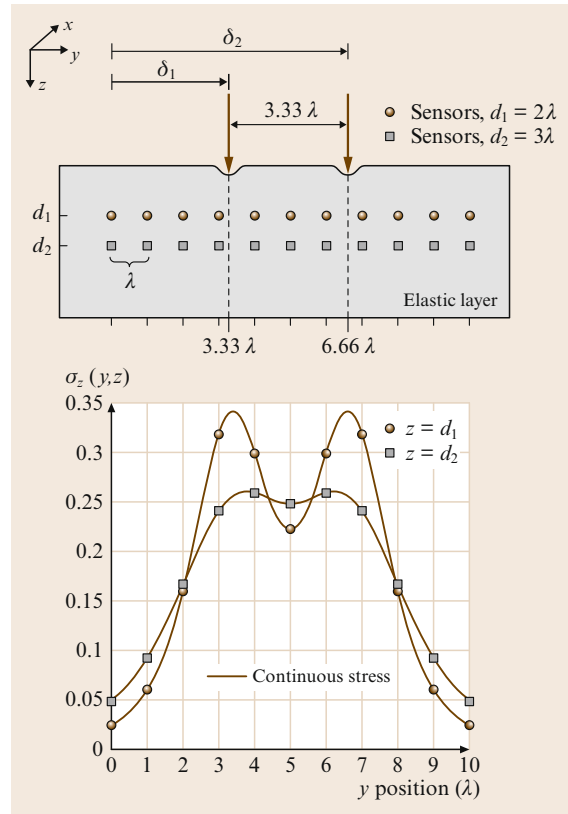 x
y
z
δ₂
δ₁
3.33 λ
Sensors, d₁ = 2λ
Sensors, d₂ = 3λ
d₁
d₂
λ
Elastic layer
3.33 λ
6.66 λ
σ_z (y,z)
0.35
0.3
0.25
0.2
0.15
0.1
0.05
0
z = d₁
z = d₂
Continuous stress
0 1 2 3 4 5 6 7 8 9 10
y position (λ)